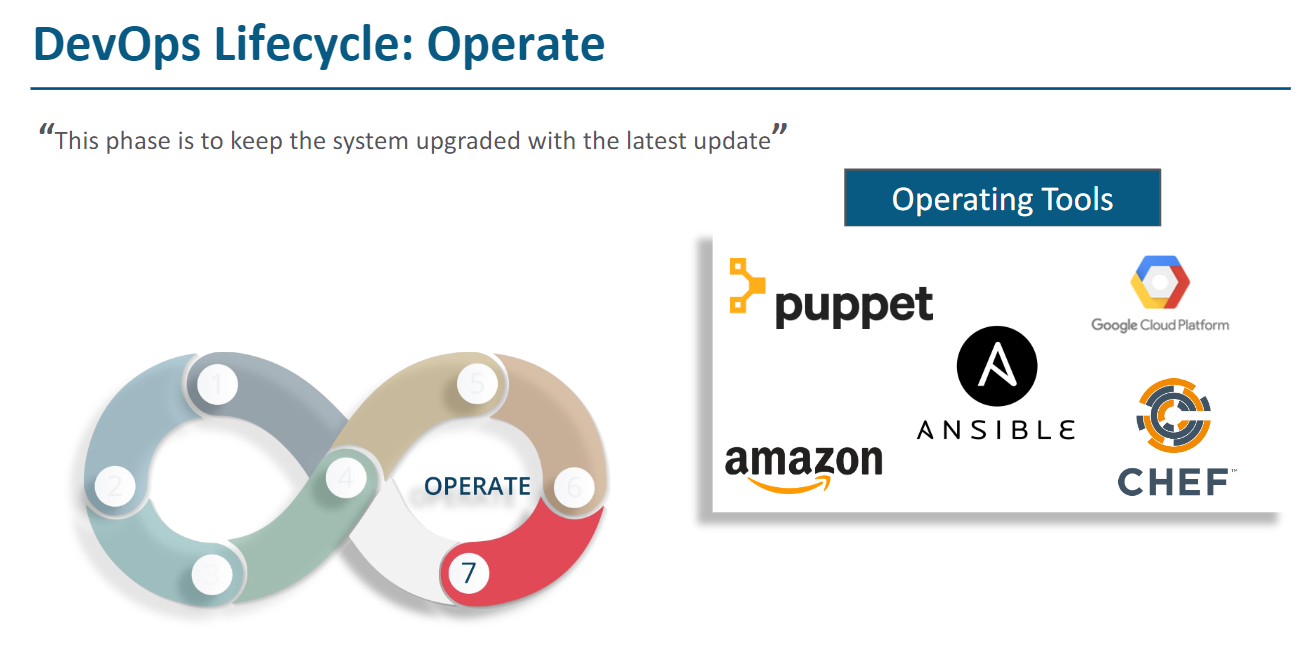 DevOps Lifecycle: Operate
“This phase is to keep the system upgraded with the latest update”
Operating Tools
puppet
Google Cloud Platform
ANSIBLE
amazon
CHEF™
1
2
3
4
5
6
OPERATE
7